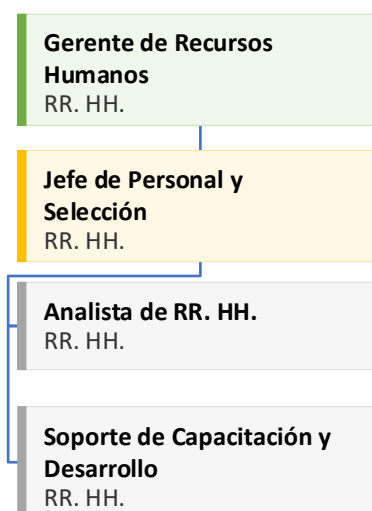 Gerente de Recursos
Humanos
RR. HH.
Jefe de Personal y
Selección
RR. HH.
Analista de RR. HH.
RR. HH.
Soporte de Capacitación y
Desarrollo
RR. HH.